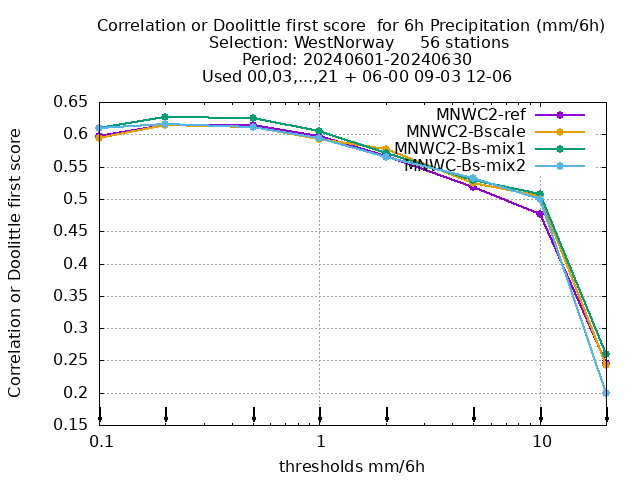 Correlation or Doolittle first score  for 6h Precipitation (mm/6h)
Selection: WestNorway     56 stations
Period: 20240601-20240630
Used 00,03,...,21 + 06-00 09-03 12-06
Correlation or Doolittle first score
0.65
0.6
0.55
0.5
0.45
0.4
0.35
0.3
0.25
0.2
0.15
MNWC2-ref
MNWC2-Bscale
MNWC2-Bs-mix1
MNWC-Bs-mix2
0.1
1
10
thresholds mm/6h